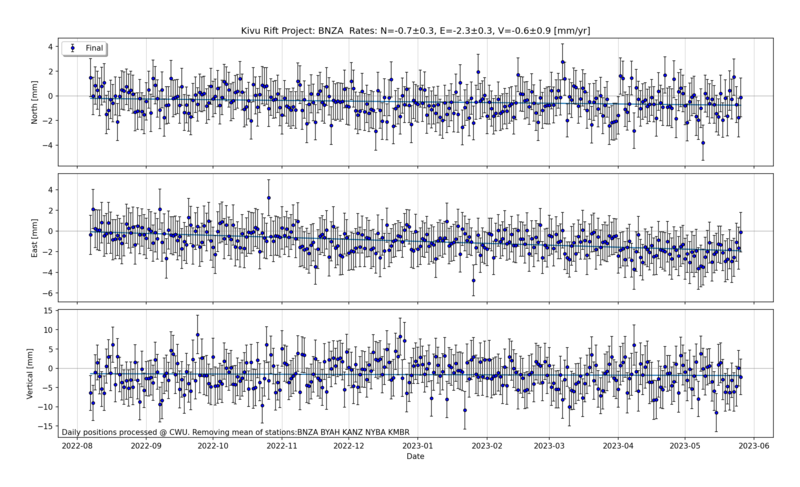 Kivu Rift Project: BNZA Rates: N=-0.7±0.3, E=-2.3±0.3, V=-0.6±0.9 [mm/yr]
Final
North [mm]
4
2
0
−2
−4
East [mm]
4
2
0
−2
−4
−6
Vertical [mm]
15
10
5
0
−5
−10
−15
Daily positions processed @ CWU. Removing mean of stations:BNZA BYAH KANZ NYBA KMBR
2022-08 2022-09 2022-10 2022-11 2022-12 2023-01 2023-02 2023-03 2023-04 2023-05 2023-06
Date